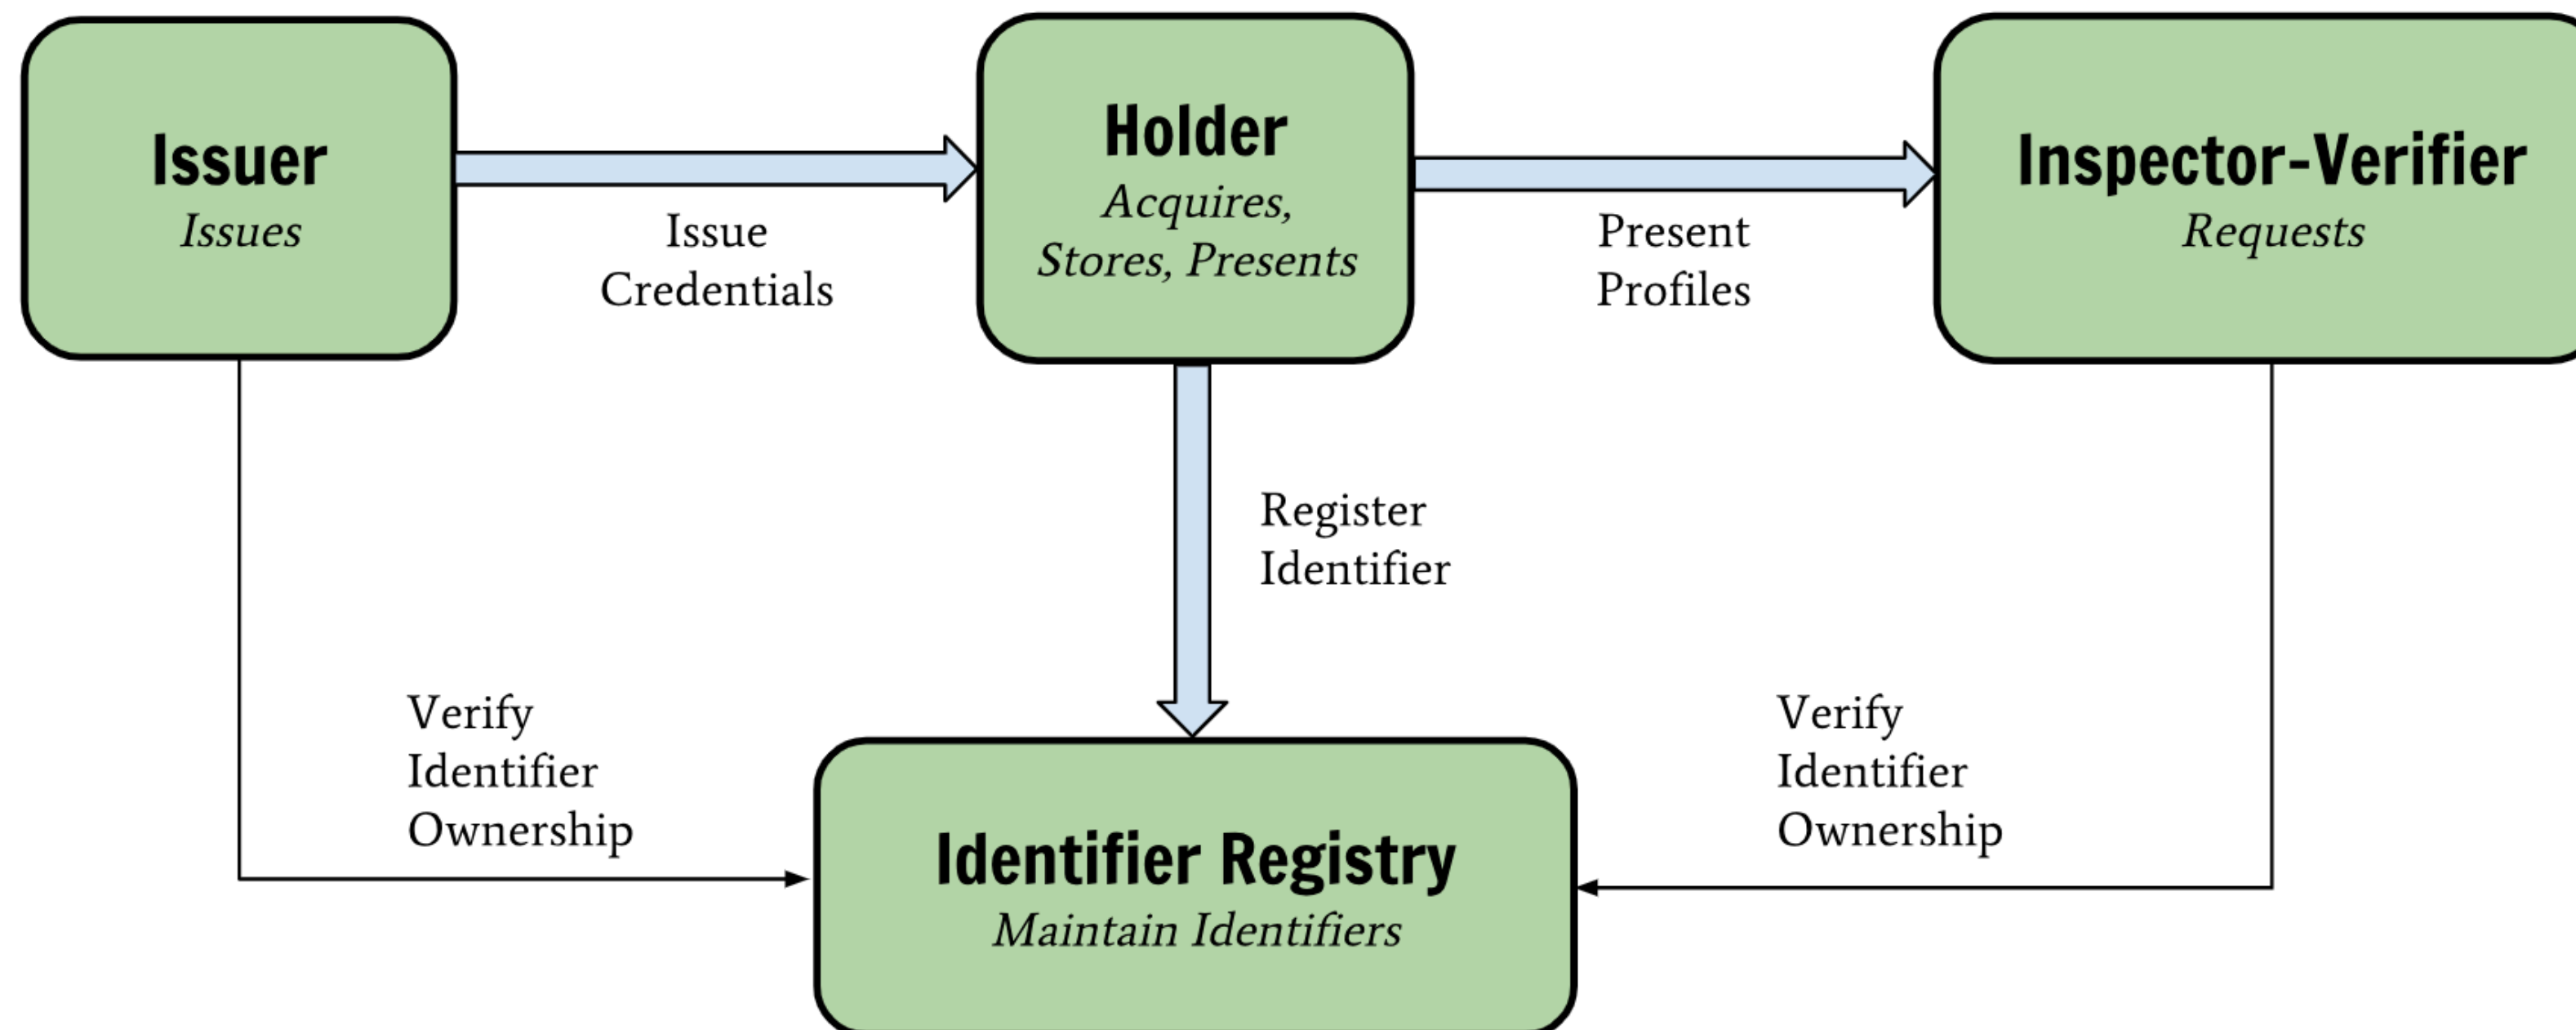 Issuer
Issues
Issue
Credentials
Holder
Acquires,
Stores, Presents
Present
Profiles
Inspector-Verifier
Requests
Register
Identifier
Verify
Identifier
Ownership
Verify
Identifier
Ownership
Identifier Registry
Maintain Identifiers